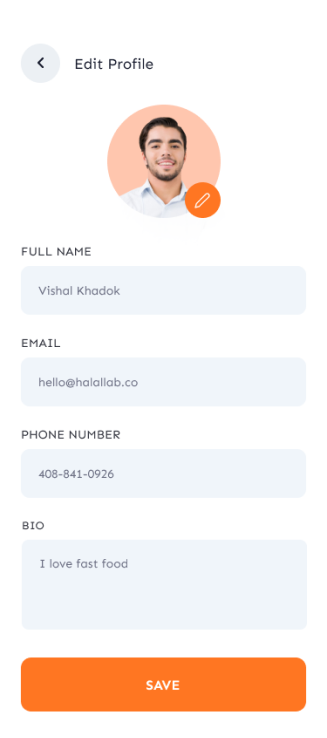 Edit Profile
FULL NAME
Vishal Khadok
EMAIL
hello@halallab.co
PHONE NUMBER
408-841-0926
BIO
I love fast food
SAVE